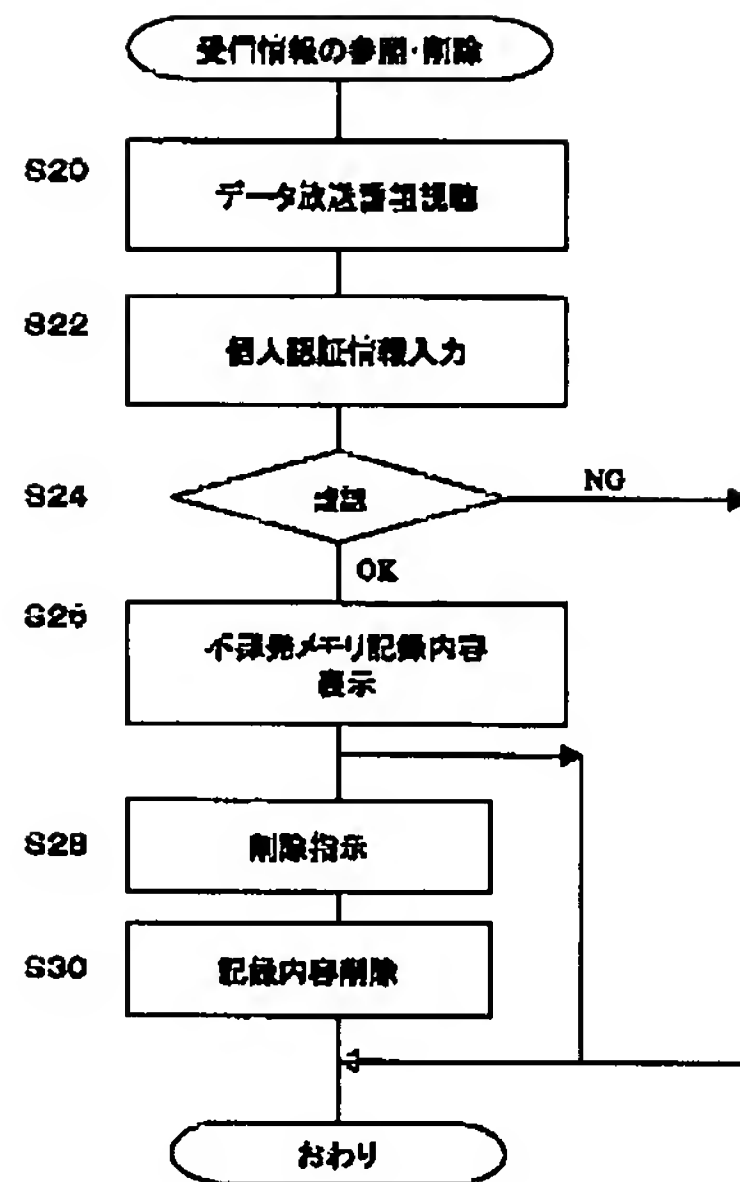 受信情報の参照・削除
S20
データ放送番組視聴
S22
個人認証情報入力
S24
確認
NG
OK
S26
不揮発メモリ記録内容
表示
S28
削除指示
S30
記録内容削除
おわり